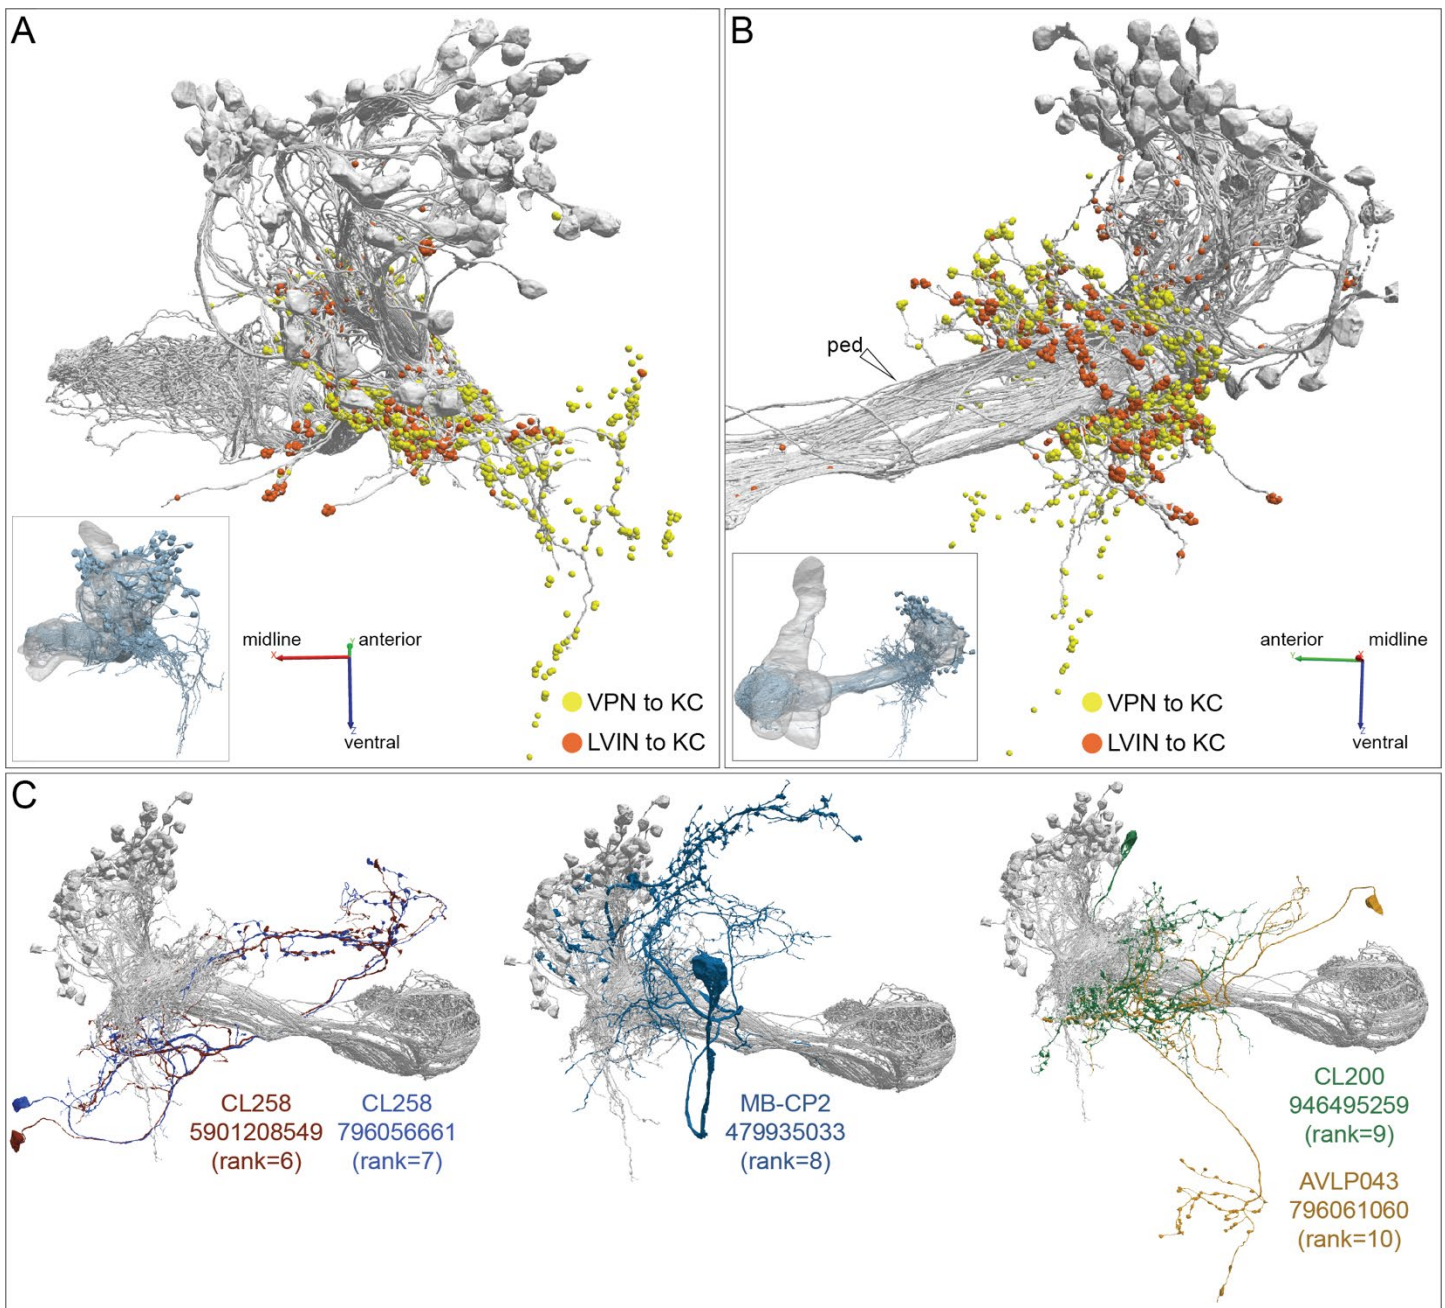 A
midline
X
Y
anterior
Z
ventral
VPN to KC
LVIN to KC
B
ped
anterior
Y
X
midline
Z
ventral
VPN to KC
LVIN to KC
C
CL258
5901208549
(rank=6)
CL258
796056661
(rank=7)
MB-CP2
479935033
(rank=8)
CL200
946495259
(rank=9)
AVLP043
796061060
(rank=10)